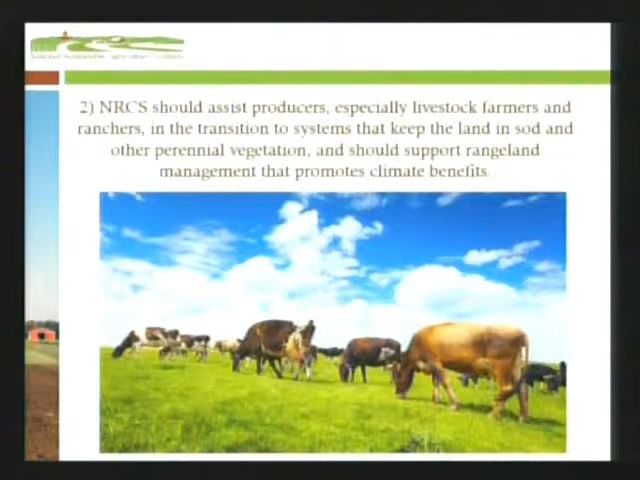 2) NRCS should assist producers, especially livestock farmers and
ranchers, in the transition to systems that keep the land in sod and
other perennial vegetation, and should support rangeland
management that promotes climate benefits.